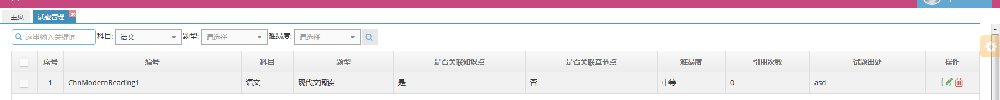 主页 试题管理
这里输入关键词 科目: 语文 题型: 请选择 难易度: 请选择
序号 编号 科目 题型 是否关联知识点 是否关联章节点 难易度 引用次数 试题出处 操作
1 ChnModernReading1 语文 现代文阅读 是 否 中等 0 asd